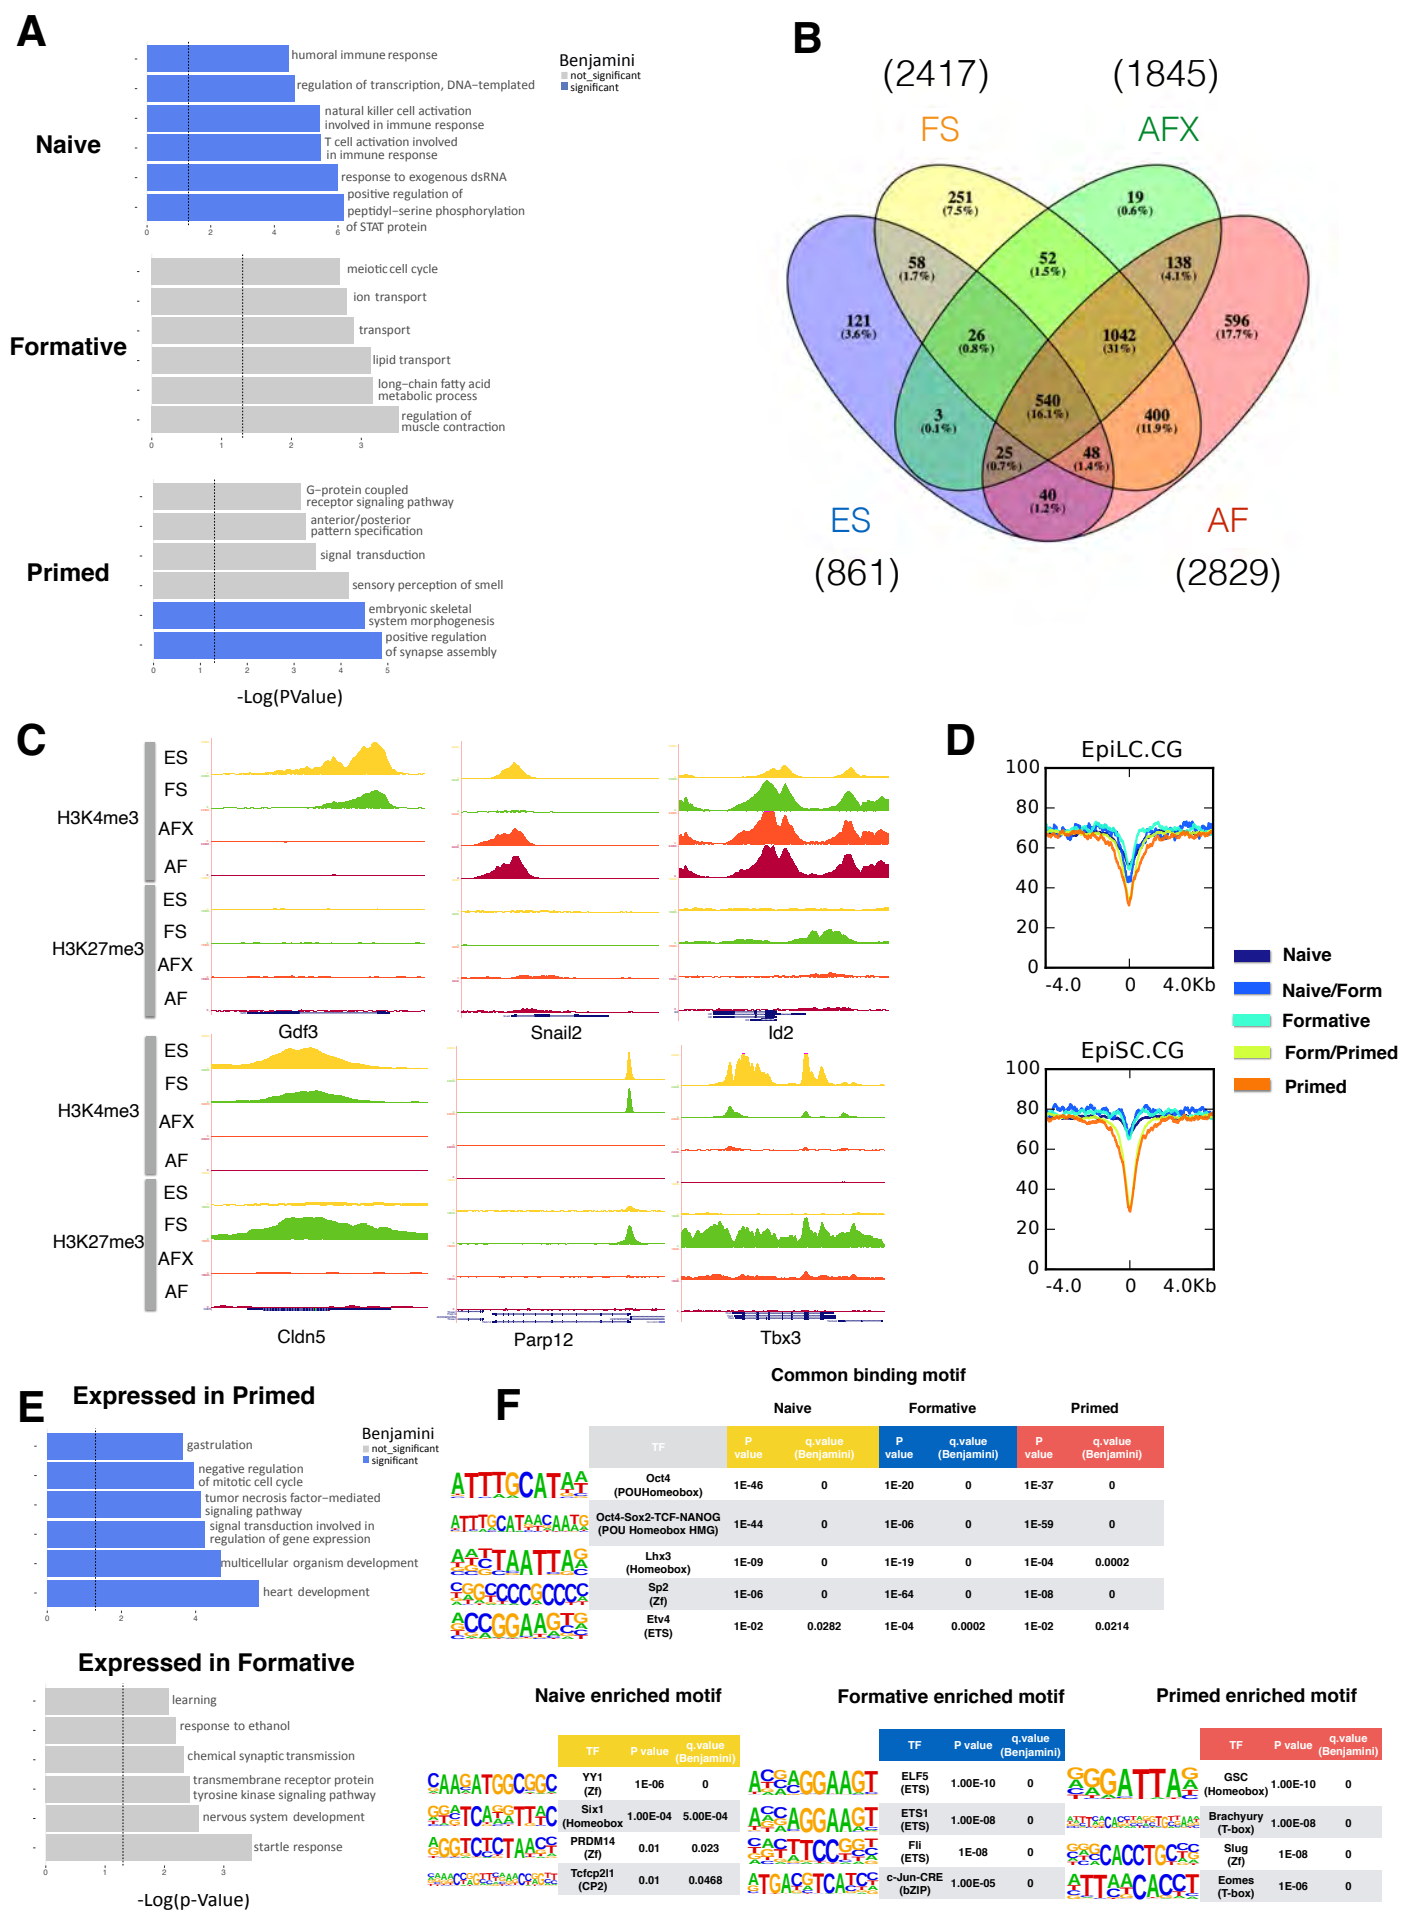 A
Benjamini
not_significant
significant
Naive
humoral immune response
regulation of transcription, DNA−templated
natural killer cell activation
involved in immune response
T cell activation involved
in immune response
response to exogenous dsRNA
positive regulation of
peptidyl−serine phosphorylation
of STAT protein
0 2 4 6
Formative
meiotic cell cycle
ion transport
transport
lipid transport
long−chain fatty acid
metabolic process
regulation of
muscle contraction
0 1 2 3
Primed
G−protein coupled
receptor signaling pathway
anterior/posterior
pattern specification
signal transduction
sensory perception of smell
embryonic skeletal
system morphogenesis
positive regulation
of synapse assembly
0 1 2 3 4 5
-Log(PValue)
B
(2417) (1845)
FS AFX
251
(7.5%)
19
(0.6%)
58
(1.7%)
52
(1.5%)
138
(4.1%)
121
(3.6%)
26
(0.8%)
1042
(31%)
596
(17.7%)
3
(0.1%)
540
(16.1%)
400
(11.9%)
25
(0.7%)
48
(1.4%)
40
(1.2%)
ES AF
(861) (2829)
C
H3K4me3
ES
FS
AFX
AF
H3K27me3
ES
FS
AFX
AF
Gdf3 Snail2 Id2
H3K4me3
ES
FS
AFX
AF
H3K27me3
ES
FS
AFX
AF
Cldn5 Parp12 Tbx3
D
EpiLC.CG
100
80
60
40
20
0
-4.0 0 4.0Kb
EpiSC.CG
100
80
60
40
20
0
-4.0 0 4.0Kb
Naive
Naive/Form
Formative
Form/Primed
Primed
E
Expressed in Primed
Benjamini
not_significant
significant
gastrulation
negative regulation
of mitotic cell cycle
tumor necrosis factor−mediated
signaling pathway
signal transduction involved in
regulation of gene expression
multicellular organism development
heart development
0 2 4
Expressed in Formative
learning
response to ethanol
chemical synaptic transmission
transmembrane receptor protein
tyrosine kinase signaling pathway
nervous system development
startle response
0 1 2 3
-Log(p-Value)
F
Common binding motif
Naive Formative Primed
TF P value q.value (Benjamini) P value q.value (Benjamini) P value q.value (Benjamini)
Oct4 (POUHomeobox) 1E-46 0 1E-20 0 1E-37 0
Oct4-Sox2-TCF-NANOG (POU Homeobox HMG) 1E-44 0 1E-06 0 1E-59 0
Lhx3 (Homeobox) 1E-09 0 1E-19 0 1E-04 0.0002
Sp2 (Zf) 1E-06 0 1E-64 0 1E-08 0
Etv4 (ETS) 1E-02 0.0282 1E-04 0.0002 1E-02 0.0214
Naive enriched motif
TF P value q.value (Benjamini)
YY1 (Zf) 1E-06 0
Six1 (Homeobox 1.00E-04 5.00E-04
PRDM14 (Zf) 0.01 0.023
Tcfcp2l1 (CP2) 0.01 0.0468
Formative enriched motif
TF P value q.value (Benjamini)
ELF5 (ETS) 1.00E-10 0
ETS1 (ETS) 1.00E-08 0
Fli (ETS) 1E-08 0
c-Jun-CRE (bZIP) 1.00E-05 0
Primed enriched motif
TF P value q.value (Benjamini)
GSC (Homeobox) 1.00E-10 0
Brachyury (T-box) 1.00E-08 0
Slug (Zf) 1E-08 0
Eomes (T-box) 1E-06 0